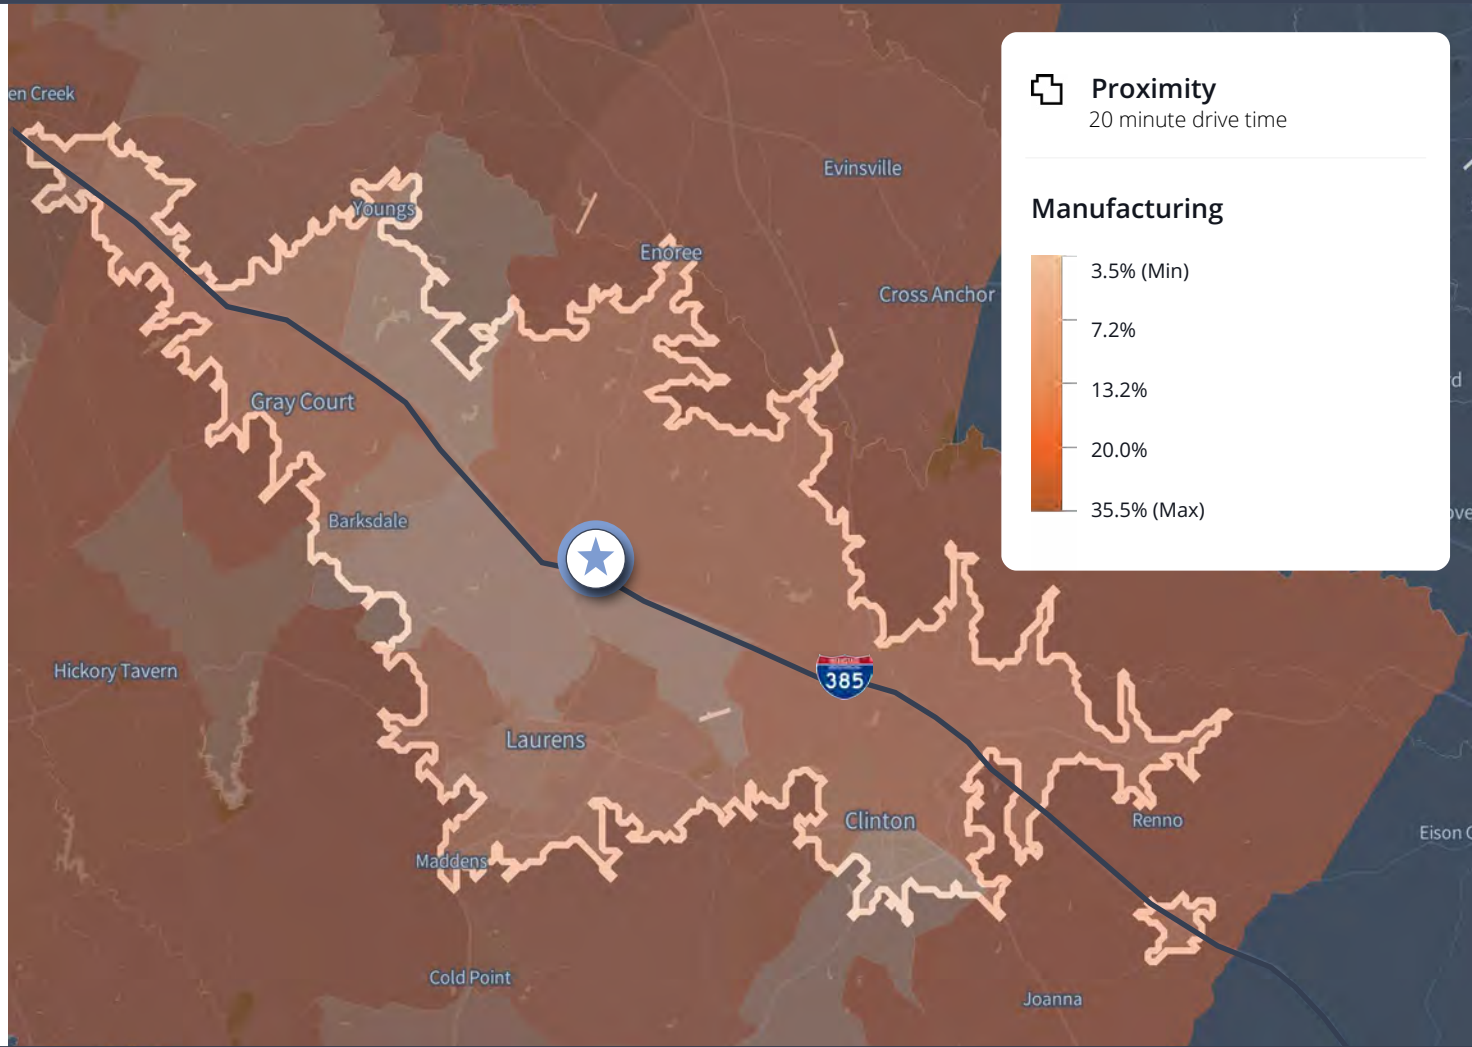 en Creek
Youngs
Evinsville
Enoree
Cross Anchor
Gray Court
Barksdale
Hickory Tavern
Laurens
Clinton
Maddens
Renno
Eison
Cold Point
Joanna
INTERSTATE
385
Proximity
20 minute drive time
Manufacturing
3.5% (Min)
7.2%
13.2%
20.0%
35.5% (Max)
d
ove